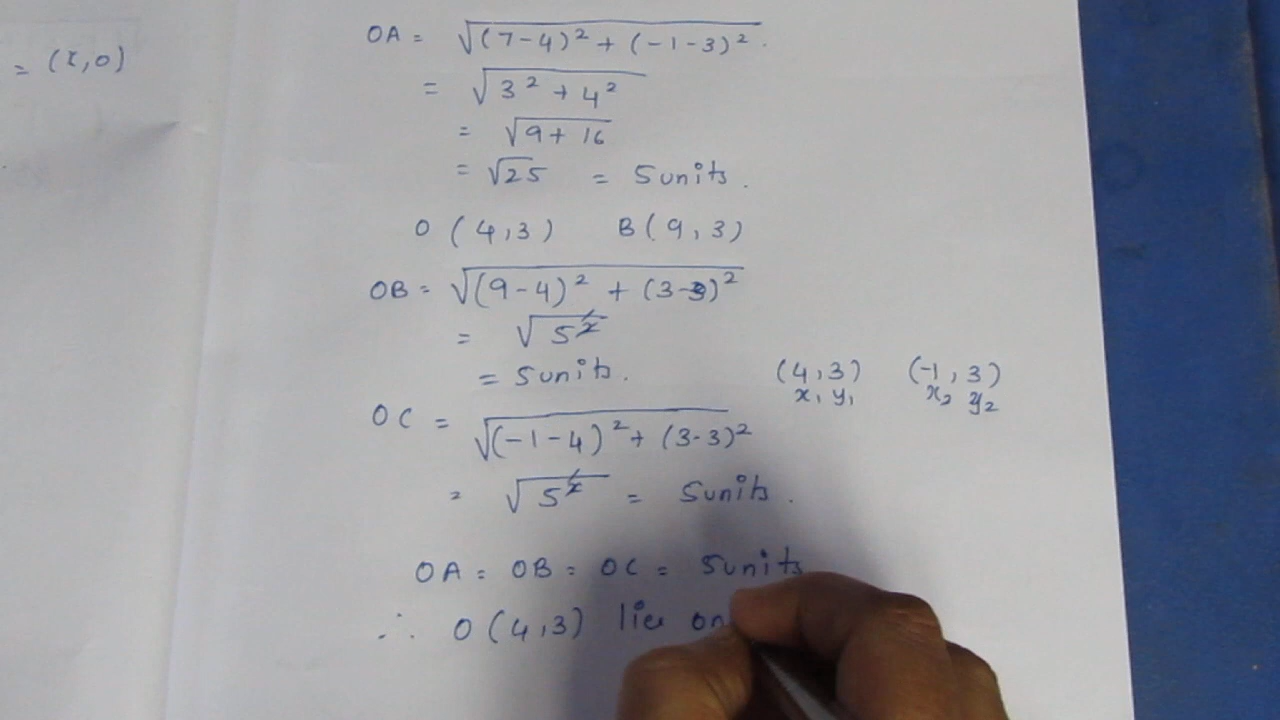 = (x,0)
OA = √(7-4)² + (-1-3)²
= √3² + 4²
= √9 + 16
= √25 = 5units.
O (4,3) B(9,3)
OB = √(9-4)² + (3-3)²
= √5²
= 5units.
(4,3) (-1,3)
x₁ y₁ x₂ y₂
OC = √(-1-4)² + (3-3)²
= √5² = 5units.
OA = OB = OC = 5units
∴ O(4,3) lies on